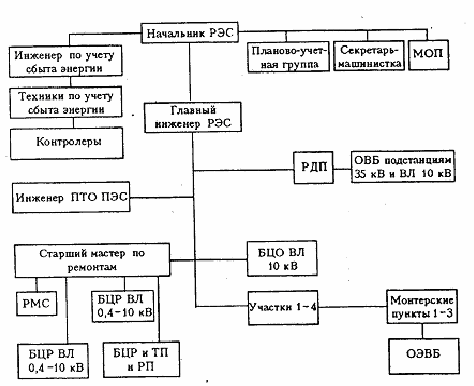 Начальник РЭС
Инженер по учету
сбыта энергии
Планово-учет-
ная группа
Секретарь-
машинистка
МОП
Техники по учету
сбыта энергии
Контролеры
Главный
инженер РЭС
РДП
ОВБ подстанциям
35 кВ и ВЛ 10 кВ
Инженер ПТО ПЭС
Старший мастер по
ремонтам
БЦО ВЛ
10 кВ
РМС
БЦР ВЛ
0,4-10 кВ
Участки 1-4
Монтерские
пункты 1-3
БЦР ВЛ
0,4-10 кВ
БЦР и ТП
и РП
ОЭВБ